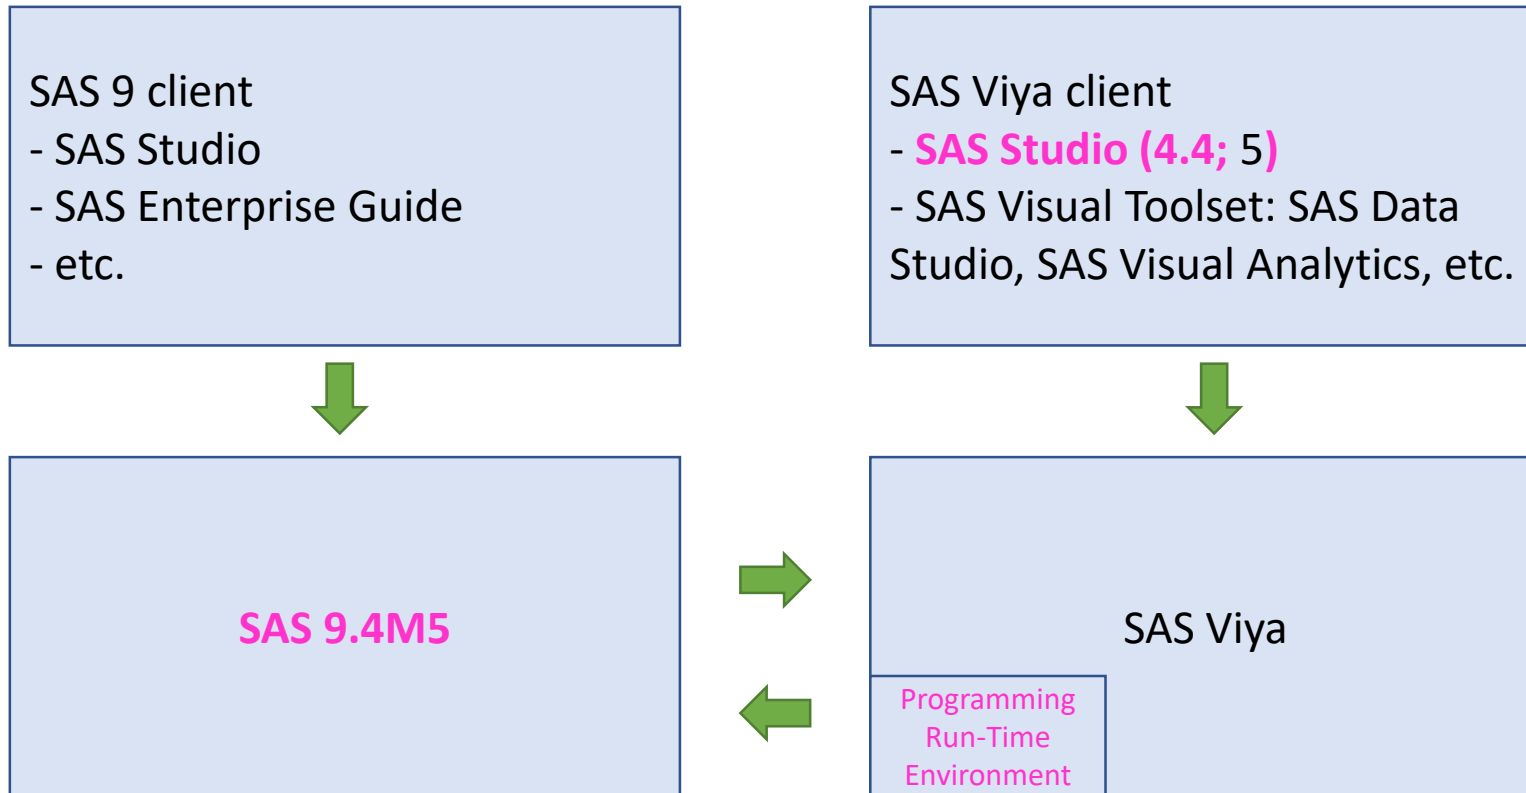 SAS 9 client
- SAS Studio
- SAS Enterprise Guide
- etc.
SAS Viya client
- SAS Studio (4.4; 5)
- SAS Visual Toolset: SAS Data
Studio, SAS Visual Analytics, etc.
SAS 9.4M5
SAS Viya
Programming
Run-Time
Environment